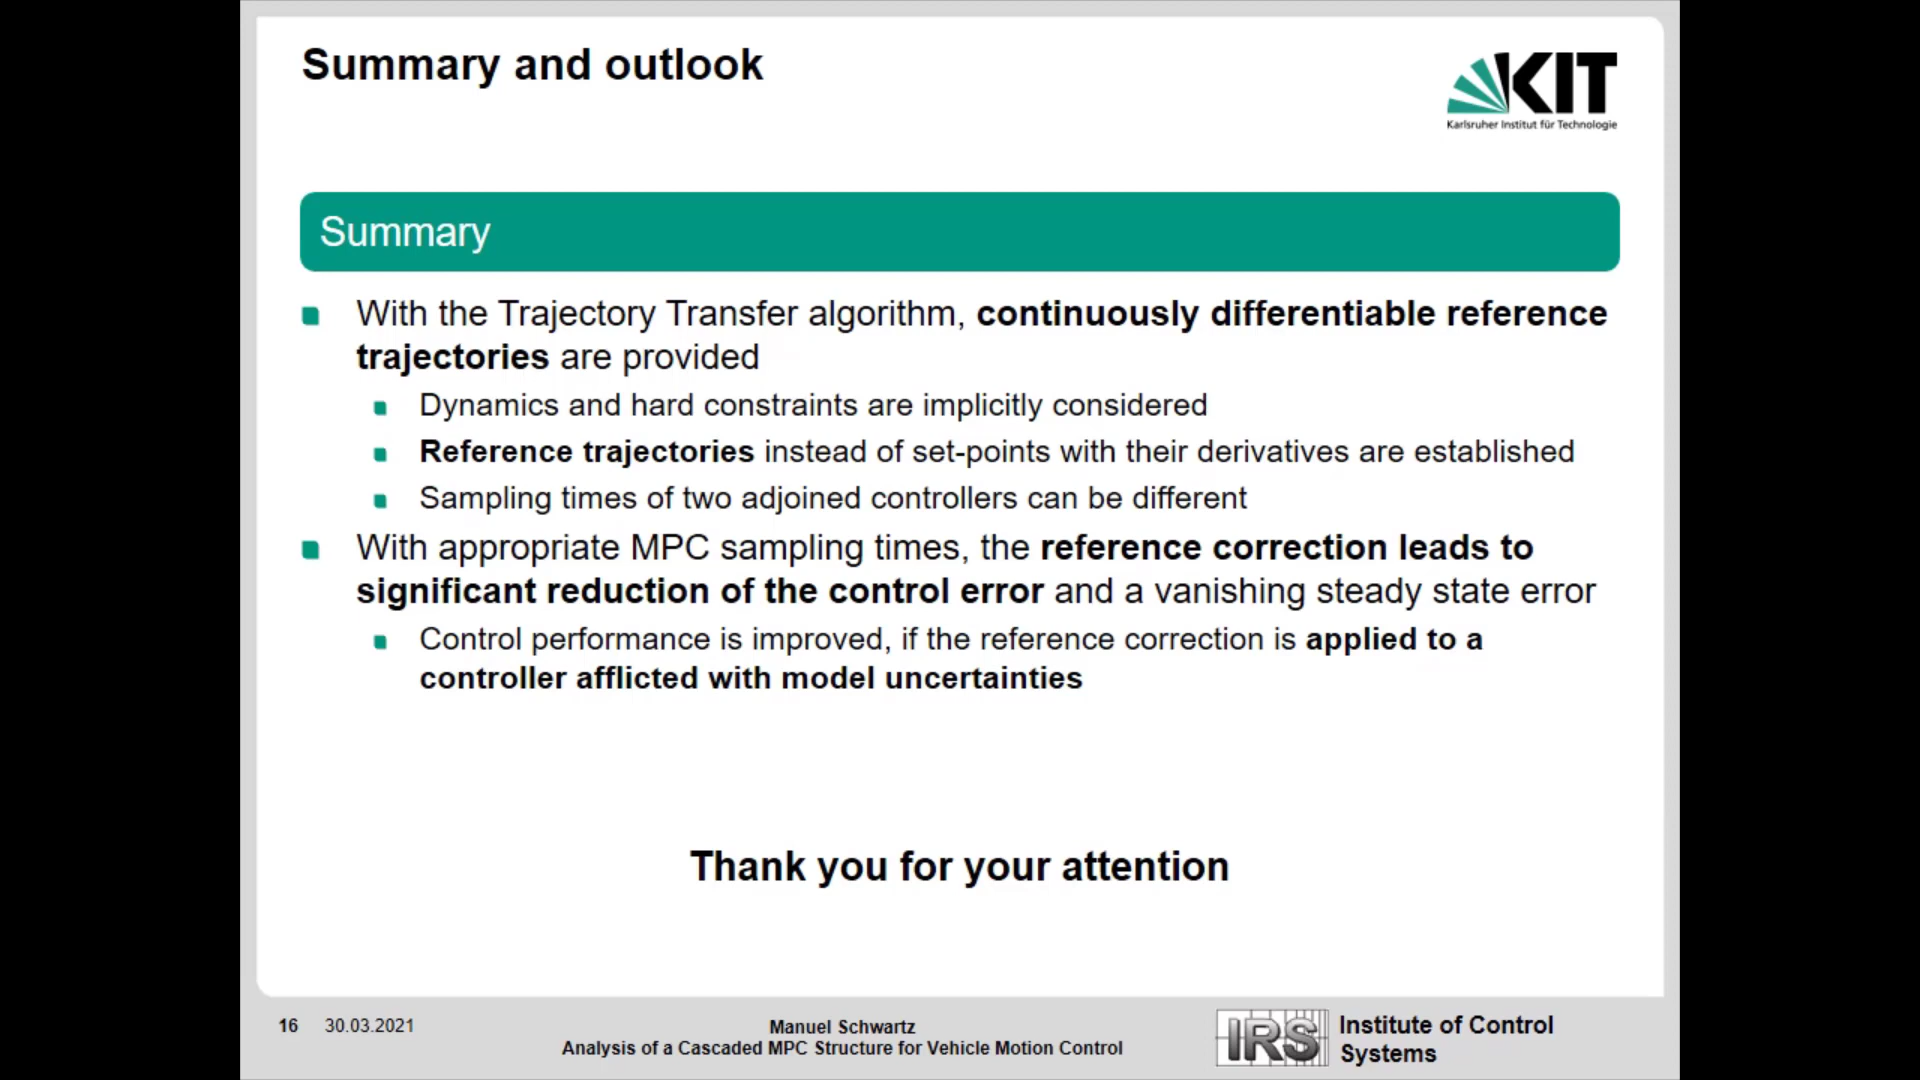 Summary and outlook
KIT
Karlsruher Institut für Technologie
Summary
With the Trajectory Transfer algorithm, continuously differentiable reference
trajectories are provided
Dynamics and hard constraints are implicitly considered
Reference trajectories instead of set-points with their derivatives are established
Sampling times of two adjoined controllers can be different
With appropriate MPC sampling times, the reference correction leads to
significant reduction of the control error and a vanishing steady state error
Control performance is improved, if the reference correction is applied to a
controller afflicted with model uncertainties
Thank you for your attention
16 30.03.2021
Manuel Schwartz
Analysis of a Cascaded MPC Structure for Vehicle Motion Control
IRS
Institute of Control
Systems